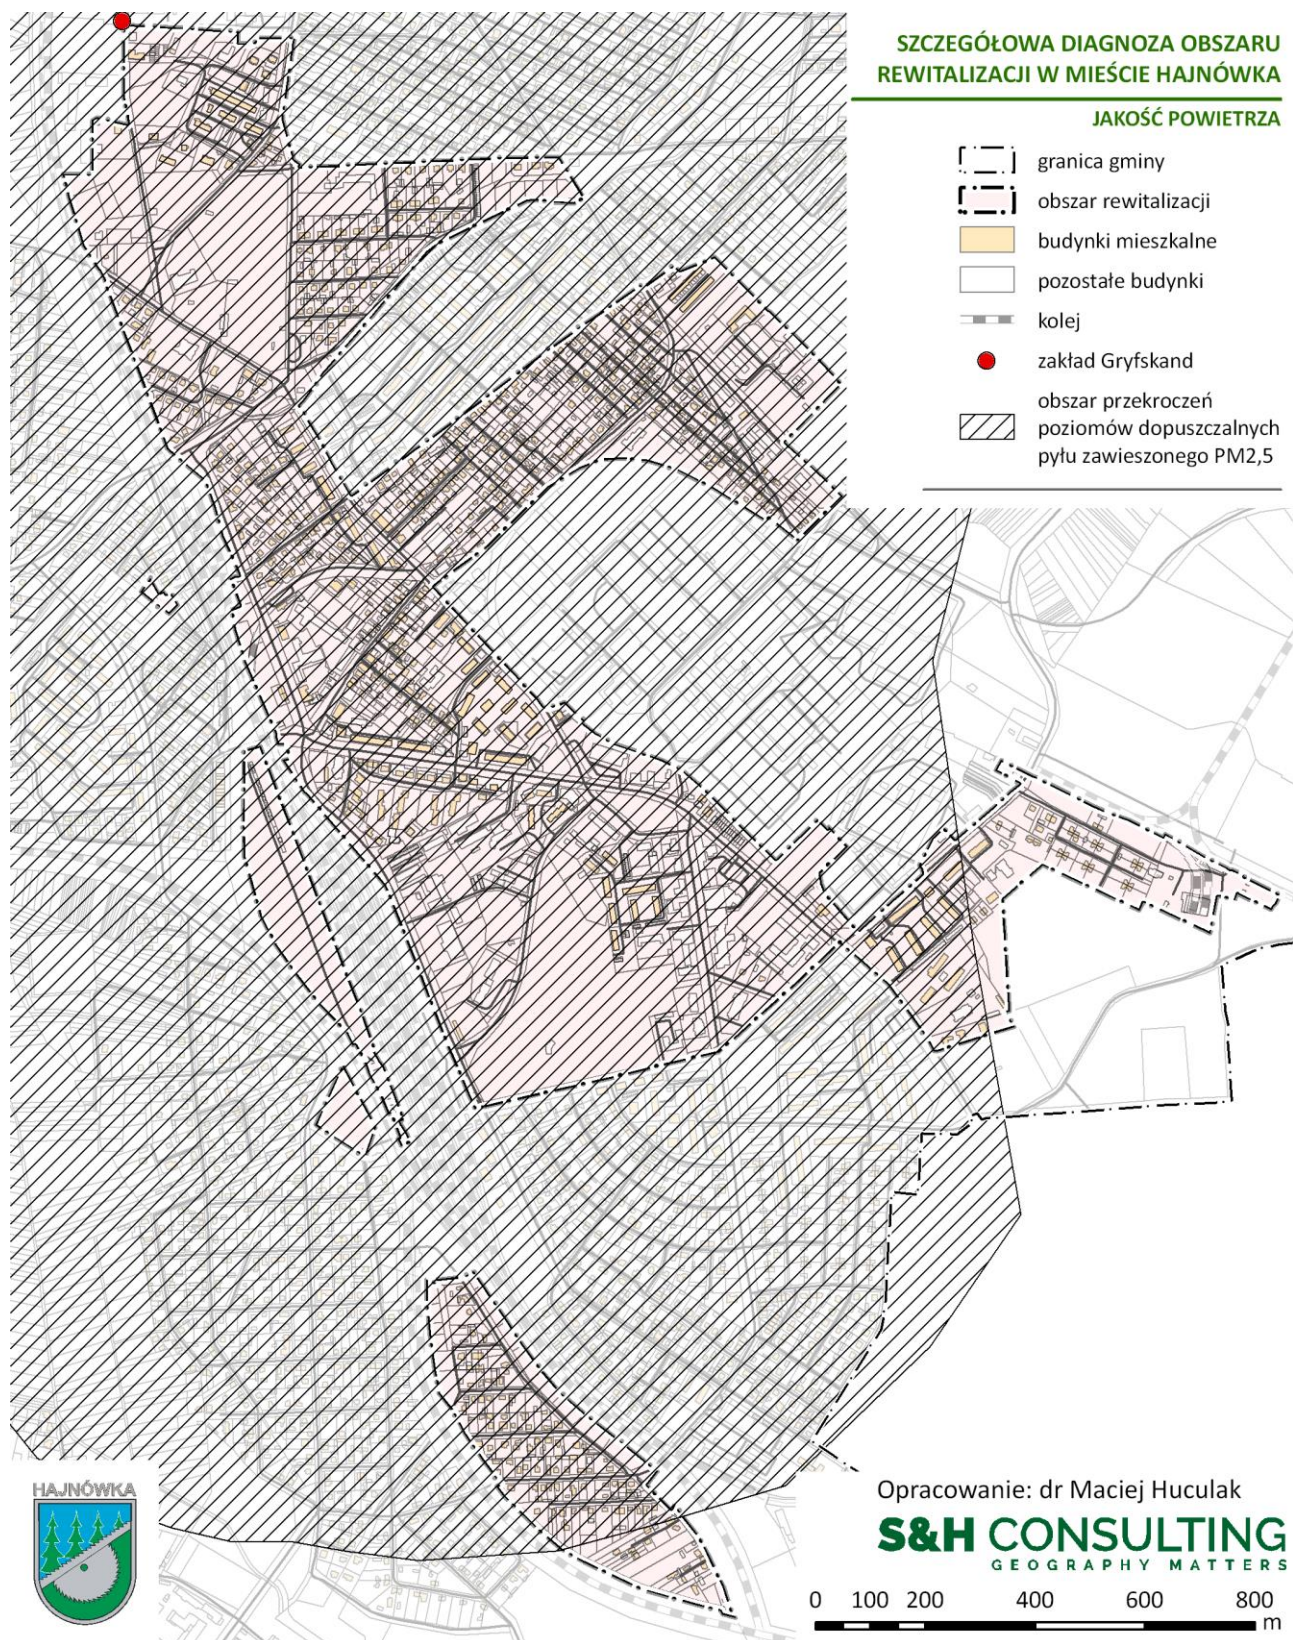 SZCZEGÓŁOWA DIAGNOZA OBSZARU
REWITALIZACJI W MIEŚCIE HAJNÓWKA
JAKOŚĆ POWIETRZA
granica gminy
obszar rewitalizacji
budynki mieszkalne
pozostałe budynki
kolej
zakład Gryfskand
obszar przekroczeń
poziomów dopuszczalnych
pyłu zawieszonego PM2,5
HAJNÓWKA
Opracowanie: dr Maciej Huculak
S&H CONSULTING
GEOGRAPHY MATTERS
0 100 200 400 600 800
m